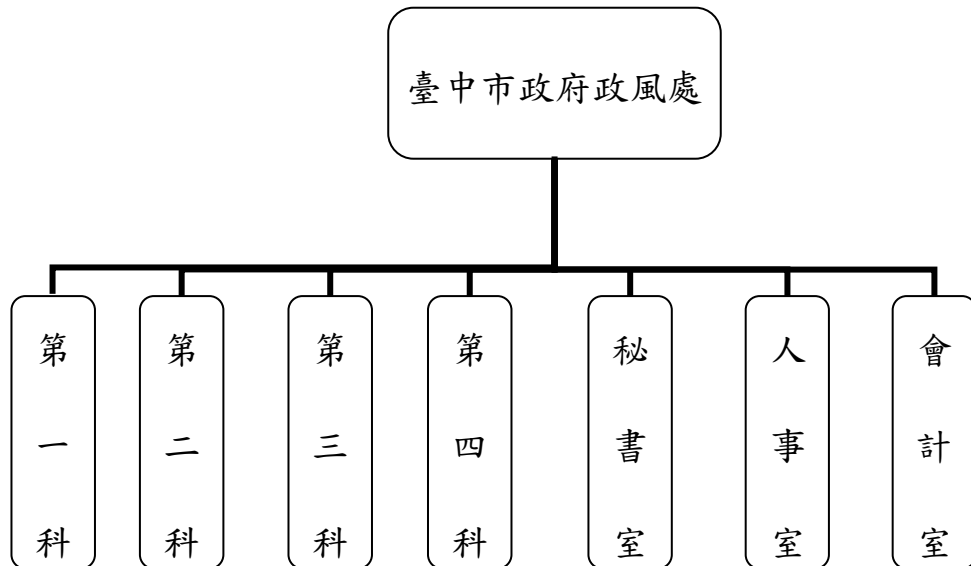 臺中市政府政風處
第一科
第二科
第三科
第四科
秘書室
人事室
會計室